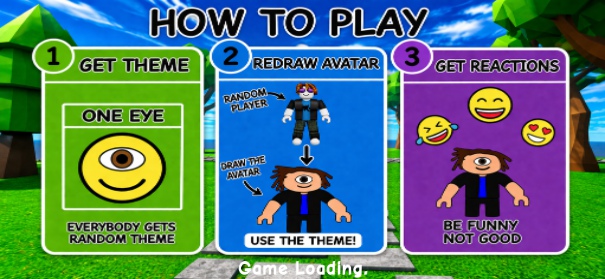 HOW TO PLAY
1 GET THEME
ONE EYE
EVERYBODY GETS
RANDOM THEME
2 REDRAW AVATAR
RANDOM
PLAYER
DRAW THE
AVATAR
USE THE THEME!
3 GET REACTIONS
BE FUNNY
NOT GOOD
Game Loading.